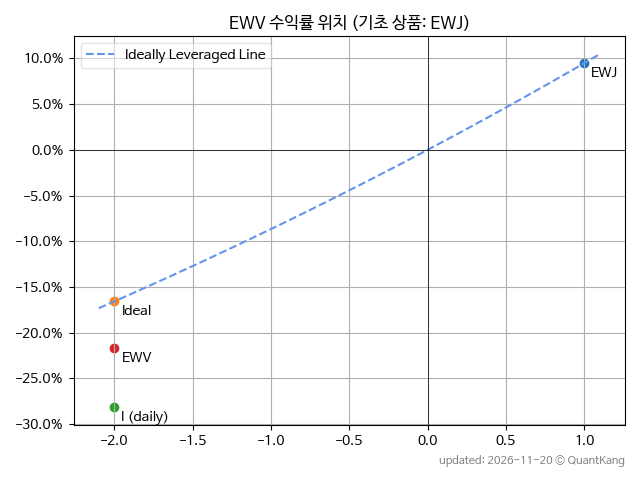 EWV 수익률 위치 (기초 상품: EWJ)
Ideally Leveraged Line
10.0%
5.0%
0.0%
−5.0%
−10.0%
−15.0%
−20.0%
−25.0%
−30.0%
EWJ
Ideal
EWV
I (daily)
−2.0 −1.5 −1.0 −0.5 0.0 0.5 1.0
updated: 2026-11-20 © QuantKang